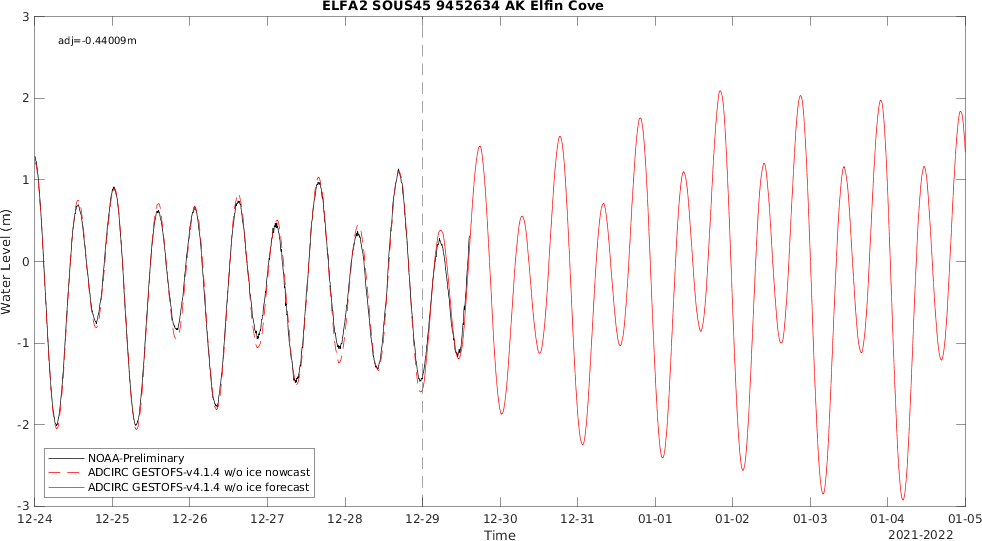 ELFA2 SOUS45 9452634 AK Elfin Cove
adj=-0.44009m
3
2
1
0
-1
-2
-3
Water Level (m)
NOAA-Preliminary
ADCIRC GESTOFS-v4.1.4 w/o ice nowcast
ADCIRC GESTOFS-v4.1.4 w/o ice forecast
12-24 12-25 12-26 12-27 12-28 12-29 12-30 12-31 01-01 01-02 01-03 01-04 01-05
Time
2021-2022